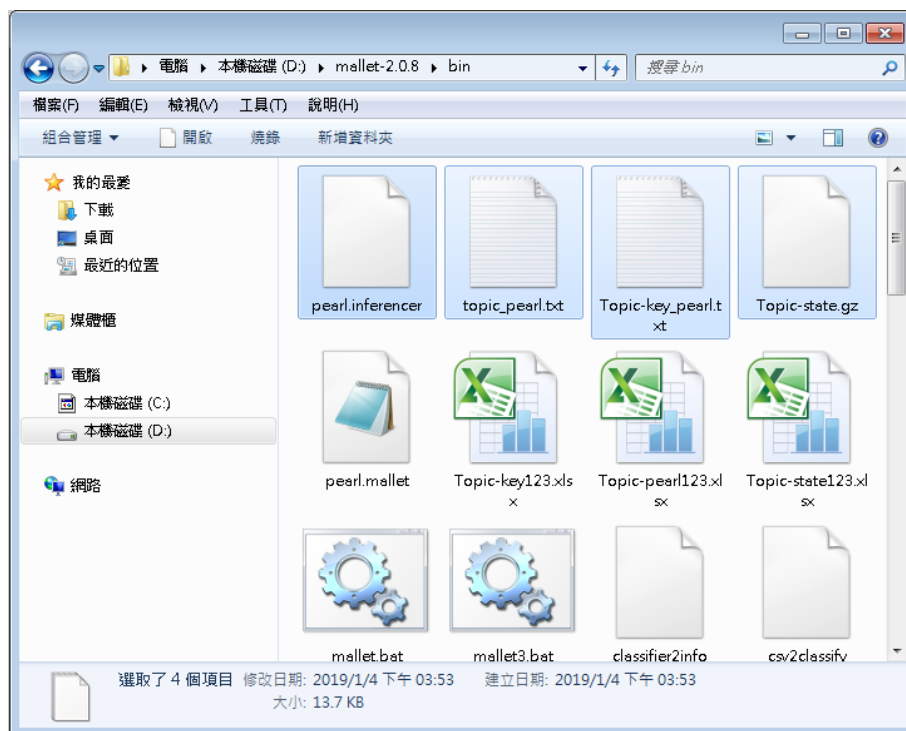 電腦 本機磁碟 (D:) mallet-2.0.8 bin
搜尋 bin
檔案(F) 編輯(E) 檢視(V) 工具(T) 說明(H)
組合管理 開啟 燒錄 新增資料夾
我的最愛
下載
桌面
最近的位置
媒體櫃
電腦
本機磁碟 (C:)
本機磁碟 (D:)
網路
pearl.inferencer
topic_pearl.txt
Topic-key_pearl.t
xt
Topic-state.gz
pearl.mallet
Topic-key123.xls
x
Topic-pearl123.xl
sx
Topic-state123.xl
sx
mallet.bat
mallet3.bat
classifier2info
csv2classify
選取了 4 個項目 修改日期: 2019/1/4 下午 03:53 建立日期: 2019/1/4 下午 03:53
大小: 13.7 KB